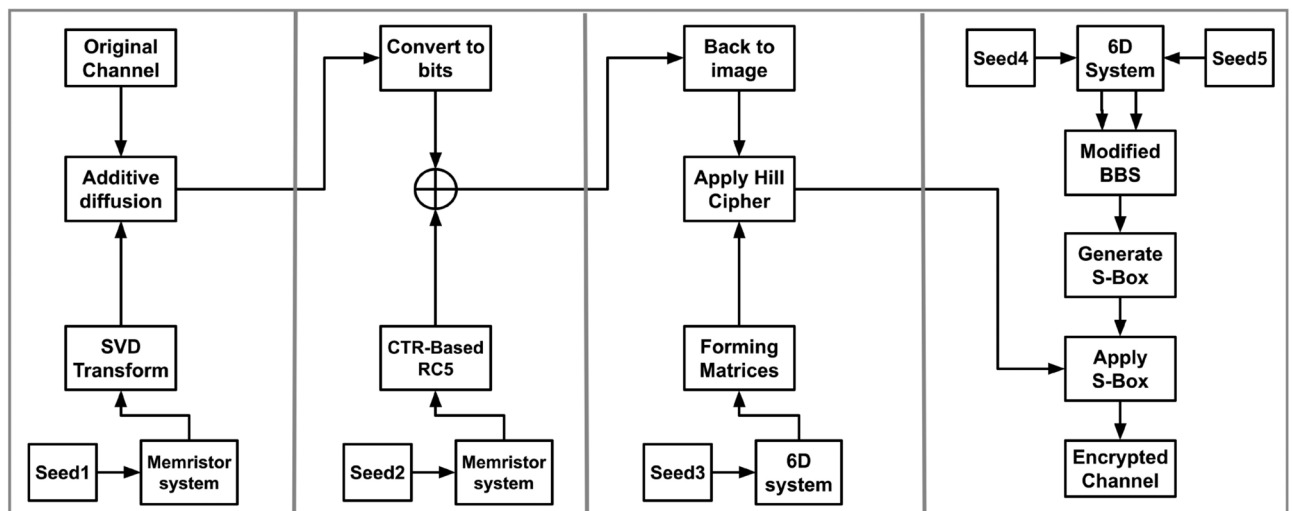 Original
Channel
Additive
diffusion
SVD
Transform
Seed1
Memristor
system
Convert to
bits
CTR-Based
RC5
Seed2
Memristor
system
Back to
image
Apply Hill
Cipher
Forming
Matrices
Seed3
6D
system
Seed4
6D
System
Seed5
Modified
BBS
Generate
S-Box
Apply
S-Box
Encrypted
Channel